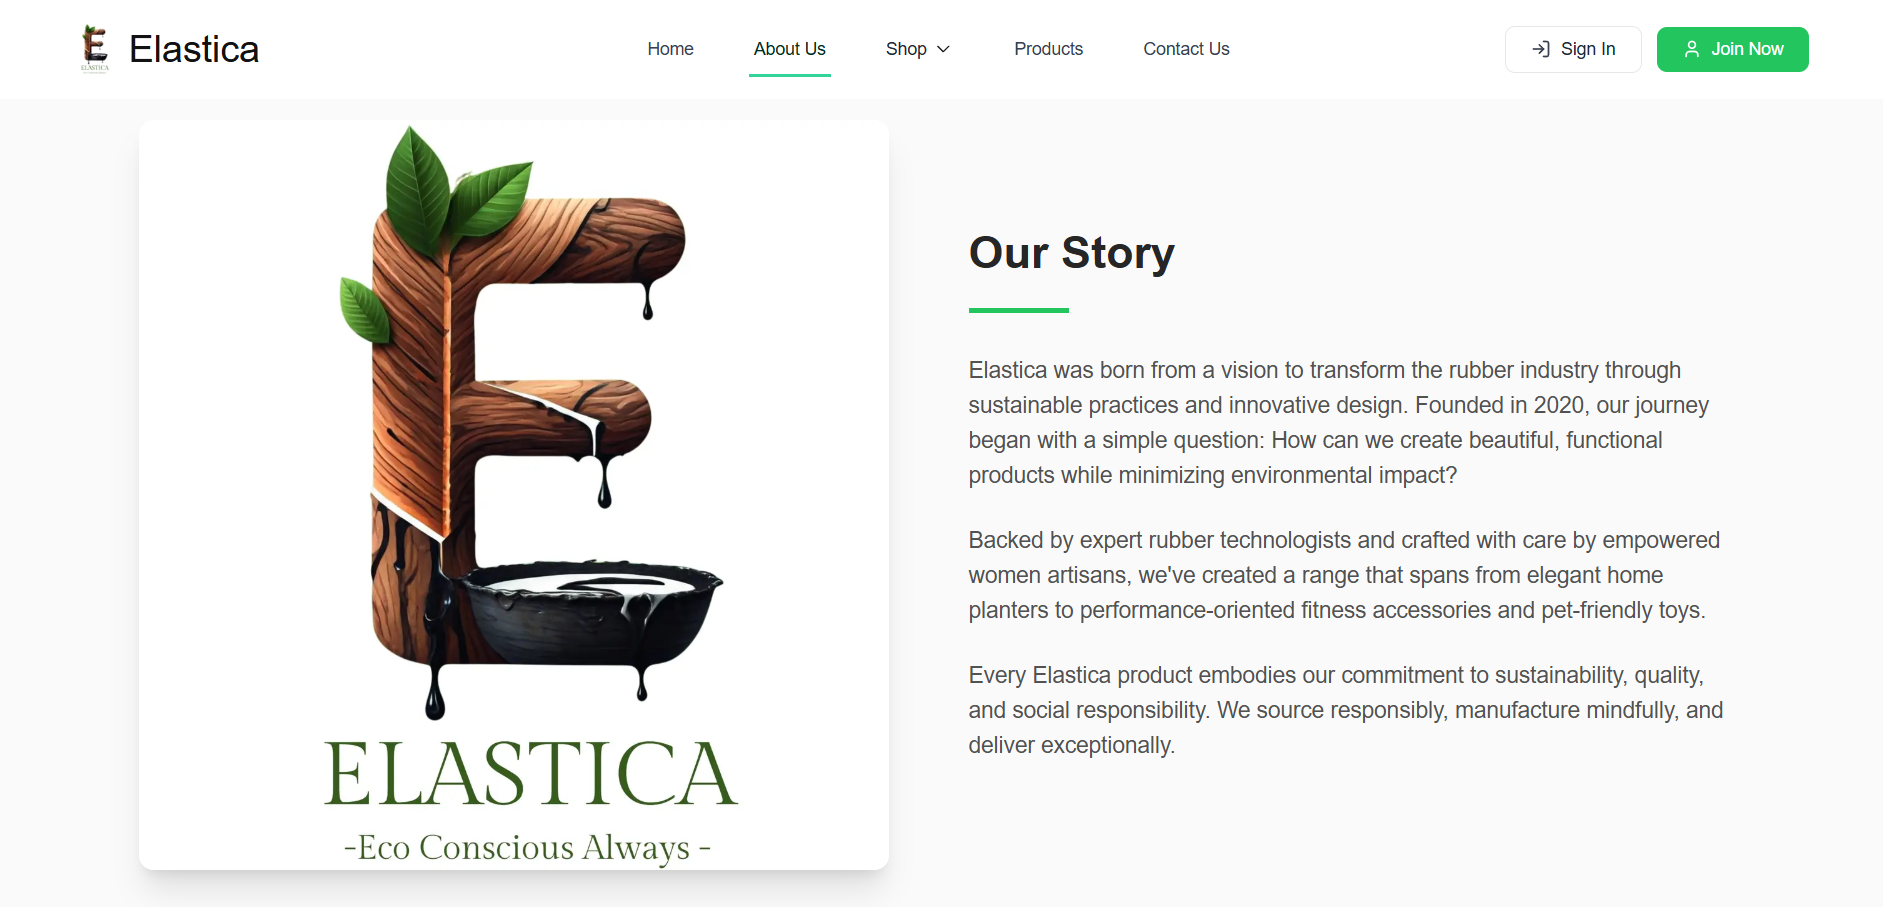 Elastica
Home
About Us
Shop
Products
Contact Us
Sign In
Join Now
ELASTICA
-Eco Conscious Always -
Our Story
Elastica was born from a vision to transform the rubber industry through
sustainable practices and innovative design. Founded in 2020, our journey
began with a simple question: How can we create beautiful, functional
products while minimizing environmental impact?
Backed by expert rubber technologists and crafted with care by empowered
women artisans, we've created a range that spans from elegant home
planters to performance-oriented fitness accessories and pet-friendly toys.
Every Elastica product embodies our commitment to sustainability, quality,
and social responsibility. We source responsibly, manufacture mindfully, and
deliver exceptionally.